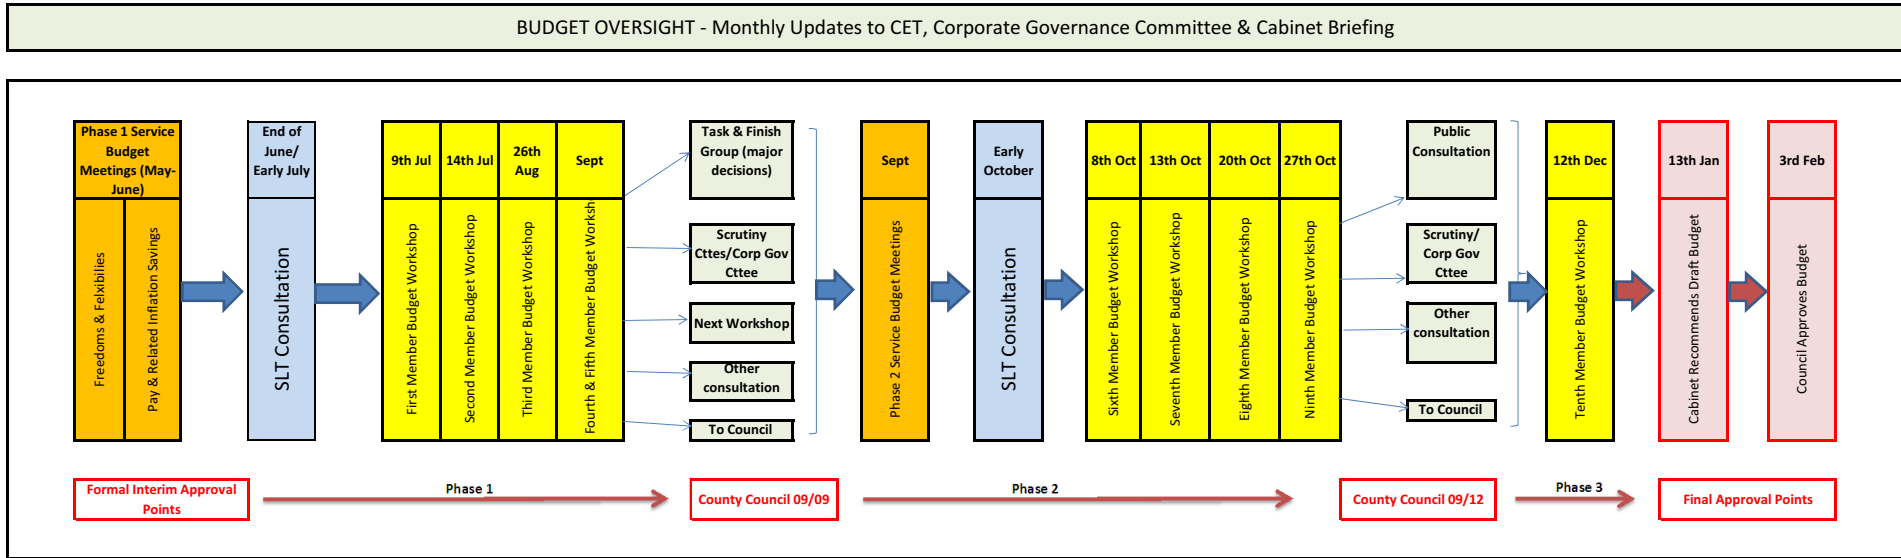 BUDGET OVERSIGHT - Monthly Updates to CET, Corporate Governance Committee & Cabinet Briefing
Phase 1 Service
Budget
Meetings (May-
June)
Freedoms & Felxibilies
Pay & Related Inflation Savings
End of
June/
Early July
SLT Consultation
9th Jul
First Member Budget Workshop
14th Jul
Second Member Budget Workshop
26th
Aug
Third Member Budget Workshop
Sept
Fourth & Fifth Member Budget Worksh
Task & Finish
Group (major
decisions)
Scrutiny
Cttes/Corp Gov
Cttee
Next Workshop
Other
consultation
To Council
Sept
Phase 2 Service Budget Meetings
Early
October
SLT Consultation
8th Oct
Sixth Member Budget Workshop
13th Oct
Seventh Member Budget Workshop
20th Oct
Eighth Member Budget Workshop
27th Oct
Ninth Member Budget Workshop
Public
Consultation
Scrutiny/
Corp Gov
Cttee
Other
consultation
To Council
12th Dec
Tenth Member Budget Workshop
13th Jan
Cabinet Recommends Draft Budget
3rd Feb
Council Approves Budget
Formal Interim Approval
Points
Phase 1
County Council 09/09
Phase 2
County Council 09/12
Phase 3
Final Approval Points